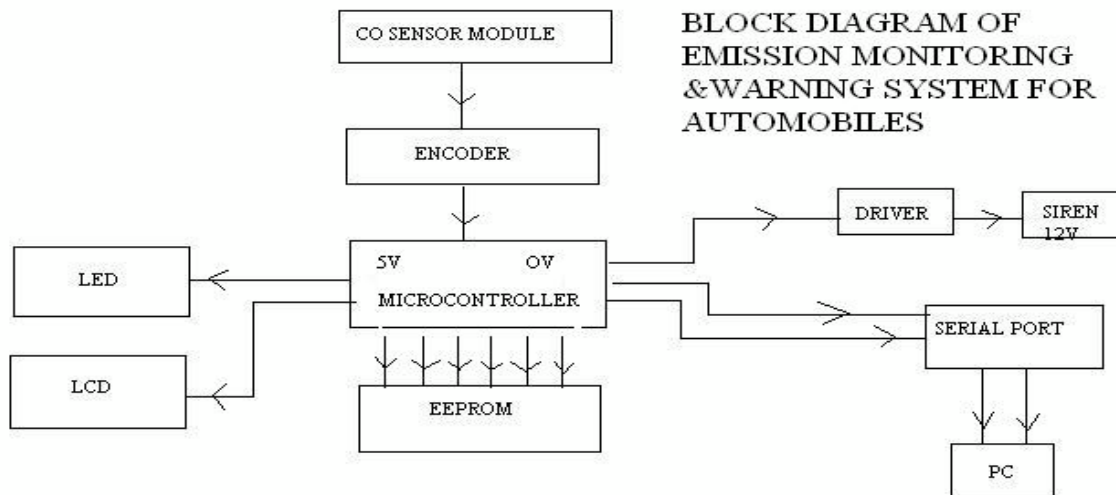 CO SENSOR MODULE
BLOCK DIAGRAM OF
EMISSION MONITORING
&WARNING SYSTEM FOR
AUTOMOBILES
ENCODER
DRIVER
SIREN
12V
LED
5V
OV
MICROCONTROLLER
SERIAL PORT
LCD
EEPROM
PC